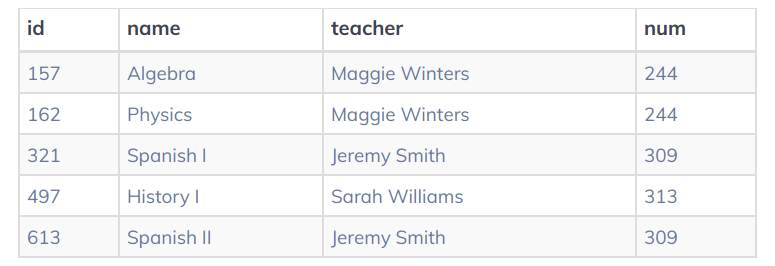 id name teacher num
157 Algebra Maggie Winters 244
162 Physics Maggie Winters 244
321 Spanish I Jeremy Smith 309
497 History I Sarah Williams 313
613 Spanish II Jeremy Smith 309